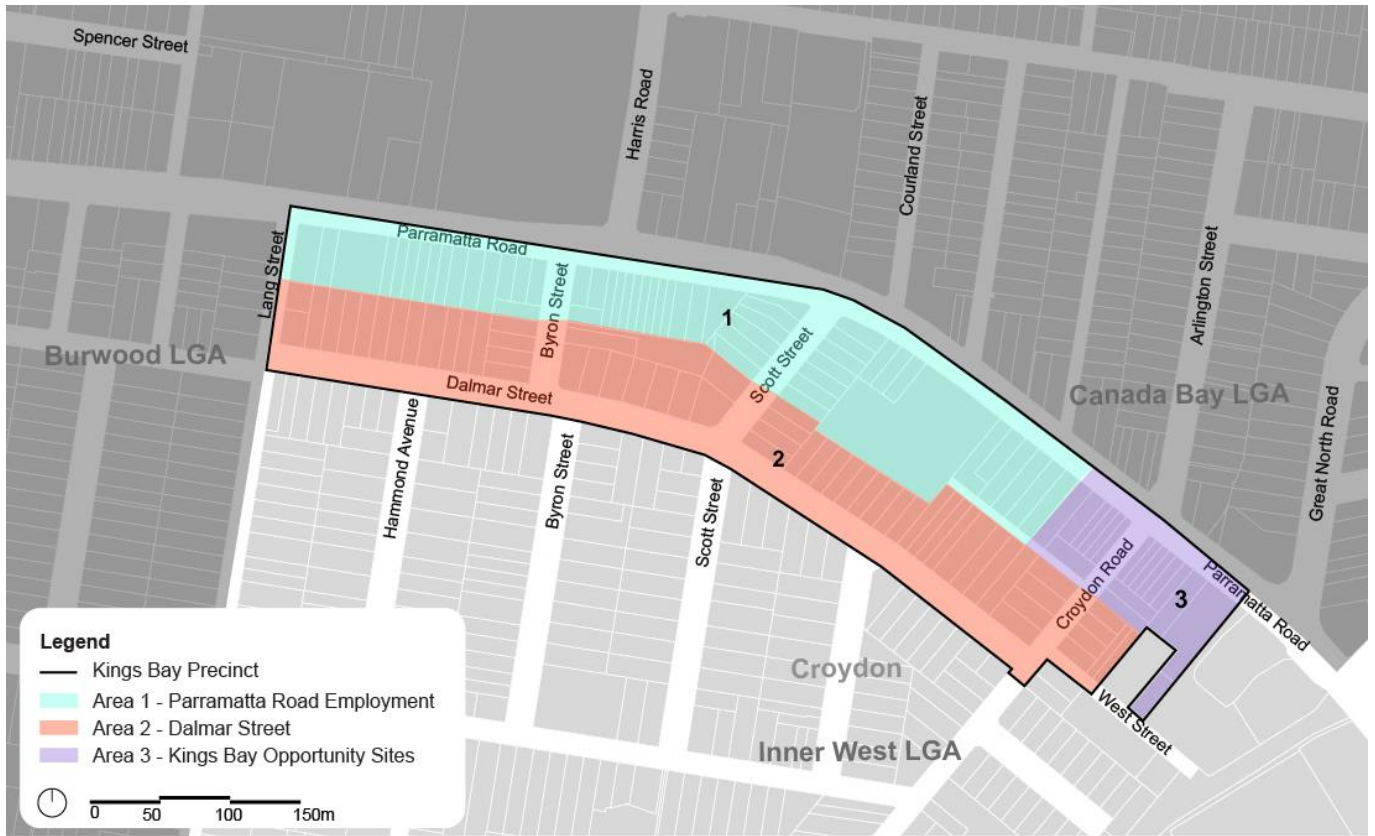 Spencer Street
Harris Road
Courland Street
Arlington Street
Great North Road
Lang Street
Parramatta Road
Byron Street
1
Scott Street
Burwood LGA
Canada Bay LGA
Dalmar Street
Hammond Avenue
Byron Street
Scott Street
2
Croydon Road
3
Parramatta Road
Croydon
West Street
Inner West LGA
Legend
Kings Bay Precinct
Area 1 - Parramatta Road Employment
Area 2 - Dalmar Street
Area 3 - Kings Bay Opportunity Sites
0 50 100 150m